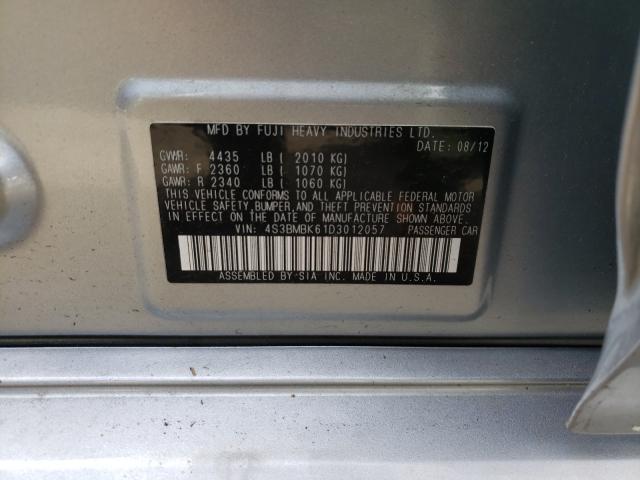 MFD BY FUJI HEAVY INDUSTRIES LTD.
DATE: 08/12
GVWR: 4435 LB ( 2010 KG)
GAWR: F 2360 LB ( 1070 KG)
GAWR: R 2340 LB ( 1060 KG)
THIS VEHICLE CONFORMS TO ALL APPLICABLE FEDERAL MOTOR
VEHICLE SAFETY, BUMPER, AND THEFT PREVENTION STANDARDS
IN EFFECT ON THE DATE OF MANUFACTURE SHOWN ABOVE.
VIN: 4S3BMBK61D3012057 PASSENGER CAR
ASSEMBLED BY SIA INC. MADE IN U.S.A.